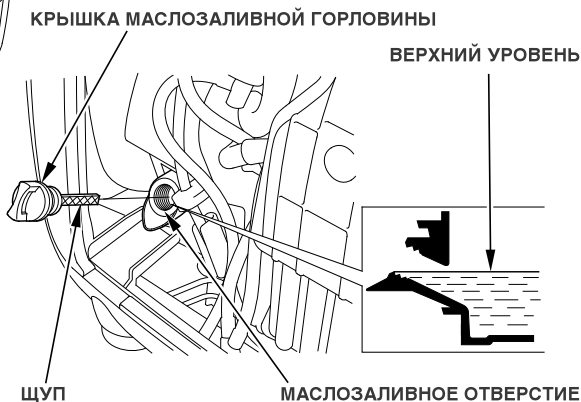 КРЫШКА МАСЛОЗАЛИВНОЙ ГОРЛОВИНЫ
ВЕРХНИЙ УРОВЕНЬ
ЩУП
МАСЛОЗАЛИВНОЕ ОТВЕРСТИЕ